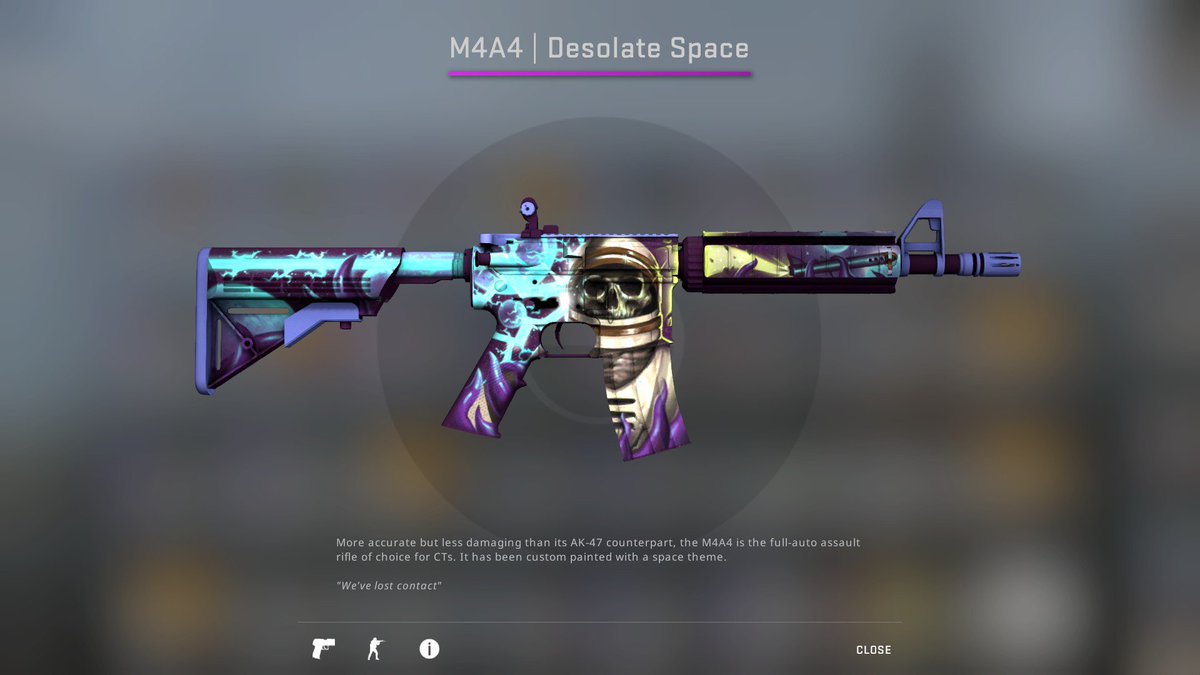 M4A4 | Desolate Space
More accurate but less damaging than its AK-47 counterpart, the M4A4 is the full-auto assault
rifle of choice for CTs. It has been custom painted with a space theme.
"We've lost contact"
CLOSE